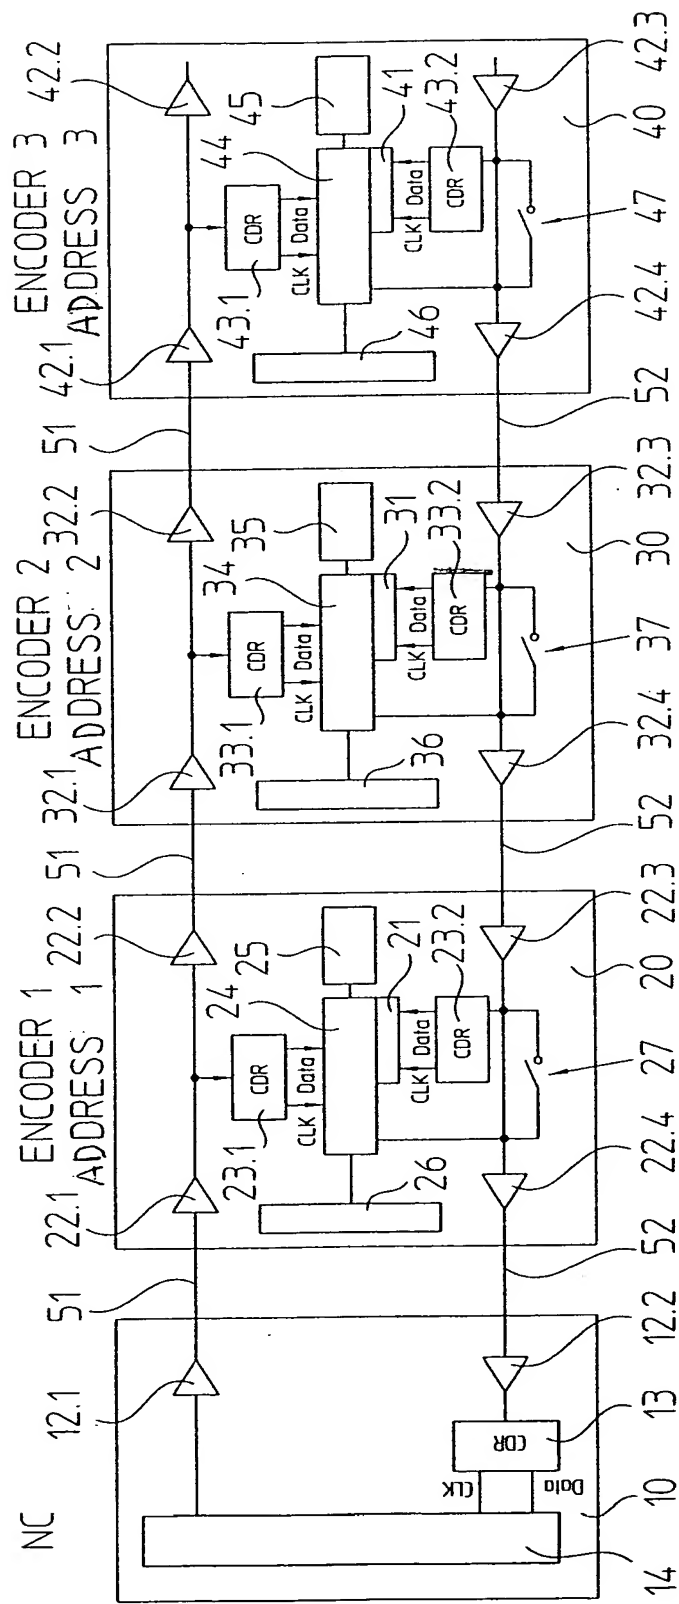 NC
12.1
51
22.1
ENCODER 1
ADDRESS 1
22.2
51
32.1
ENCODER 2
ADDRESS 2
32.2
51
42.1
ENCODER 3
ADDRESS 3
42.2
23.1
CDR
CLK
Data
24
25
26
21
CLK
Data
CDR
23.2
33.1
CDR
CLK
Data
34
35
36
31
CLK
Data
CDR
33.2
43.1
CDR
CLK
Data
44
45
46
41
CLK
Data
CDR
43.2
CLK
Data
CDR
14
10
13
12.2
52
22.4
27
20
22.3
52
32.4
37
30
32.3
52
42.4
47
40
42.3